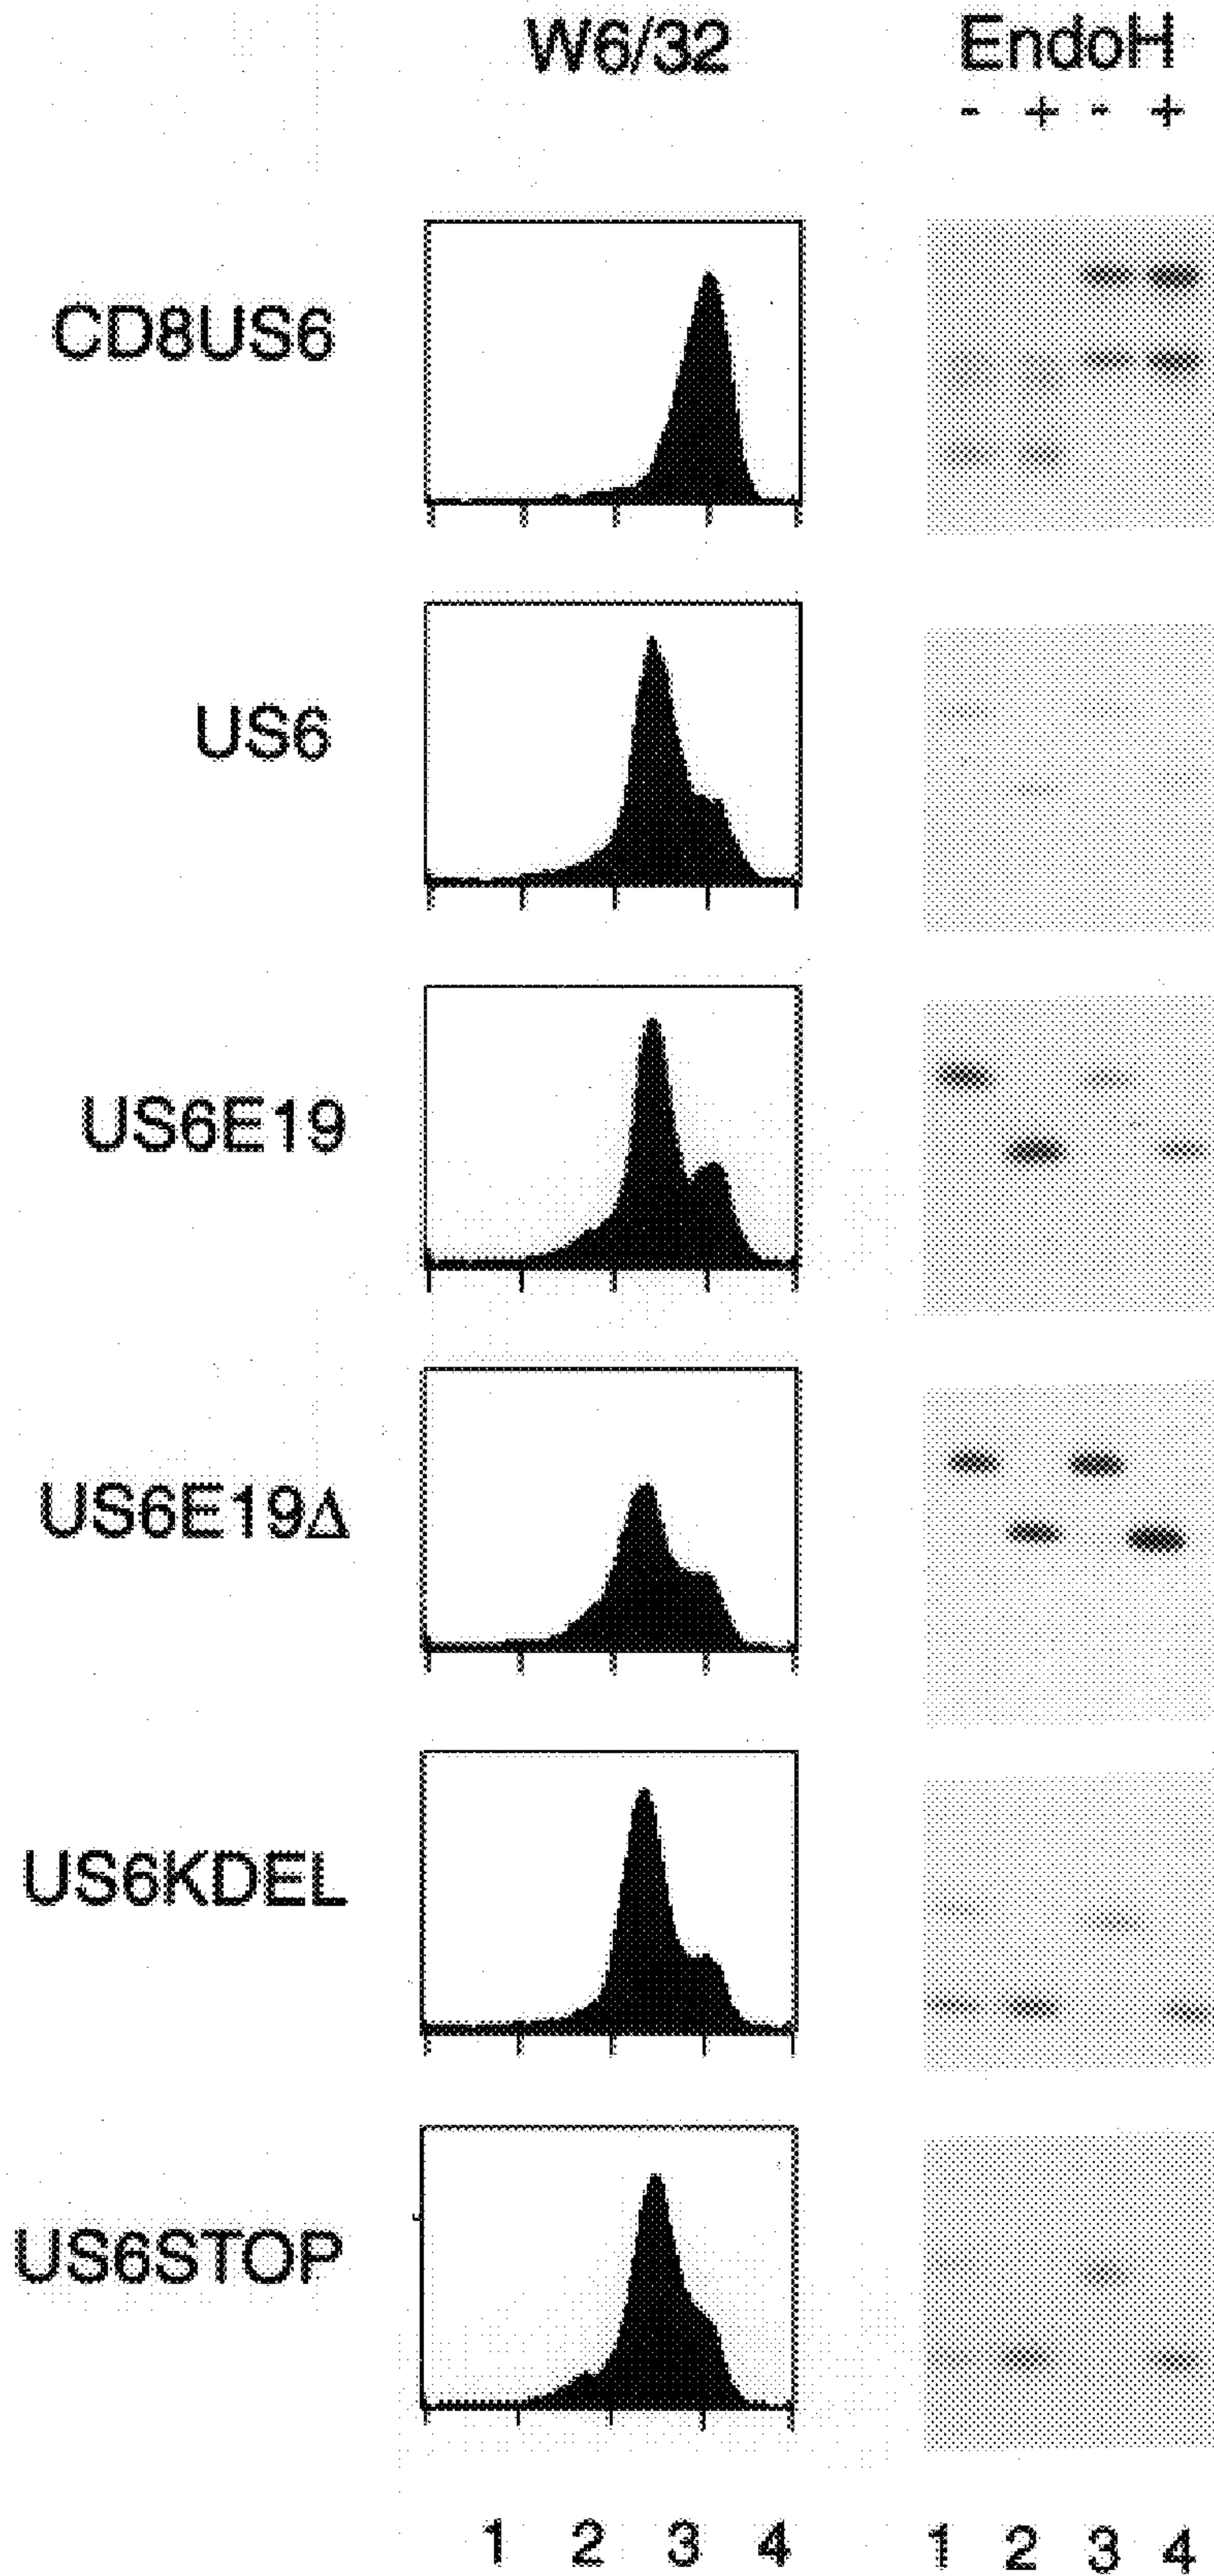 W6/32 EndoH
- + - +
CD8US6
US6
US6E19
US6E19Δ
US6KDEL
US6STOP
1 2 3 4 1 2 3 4